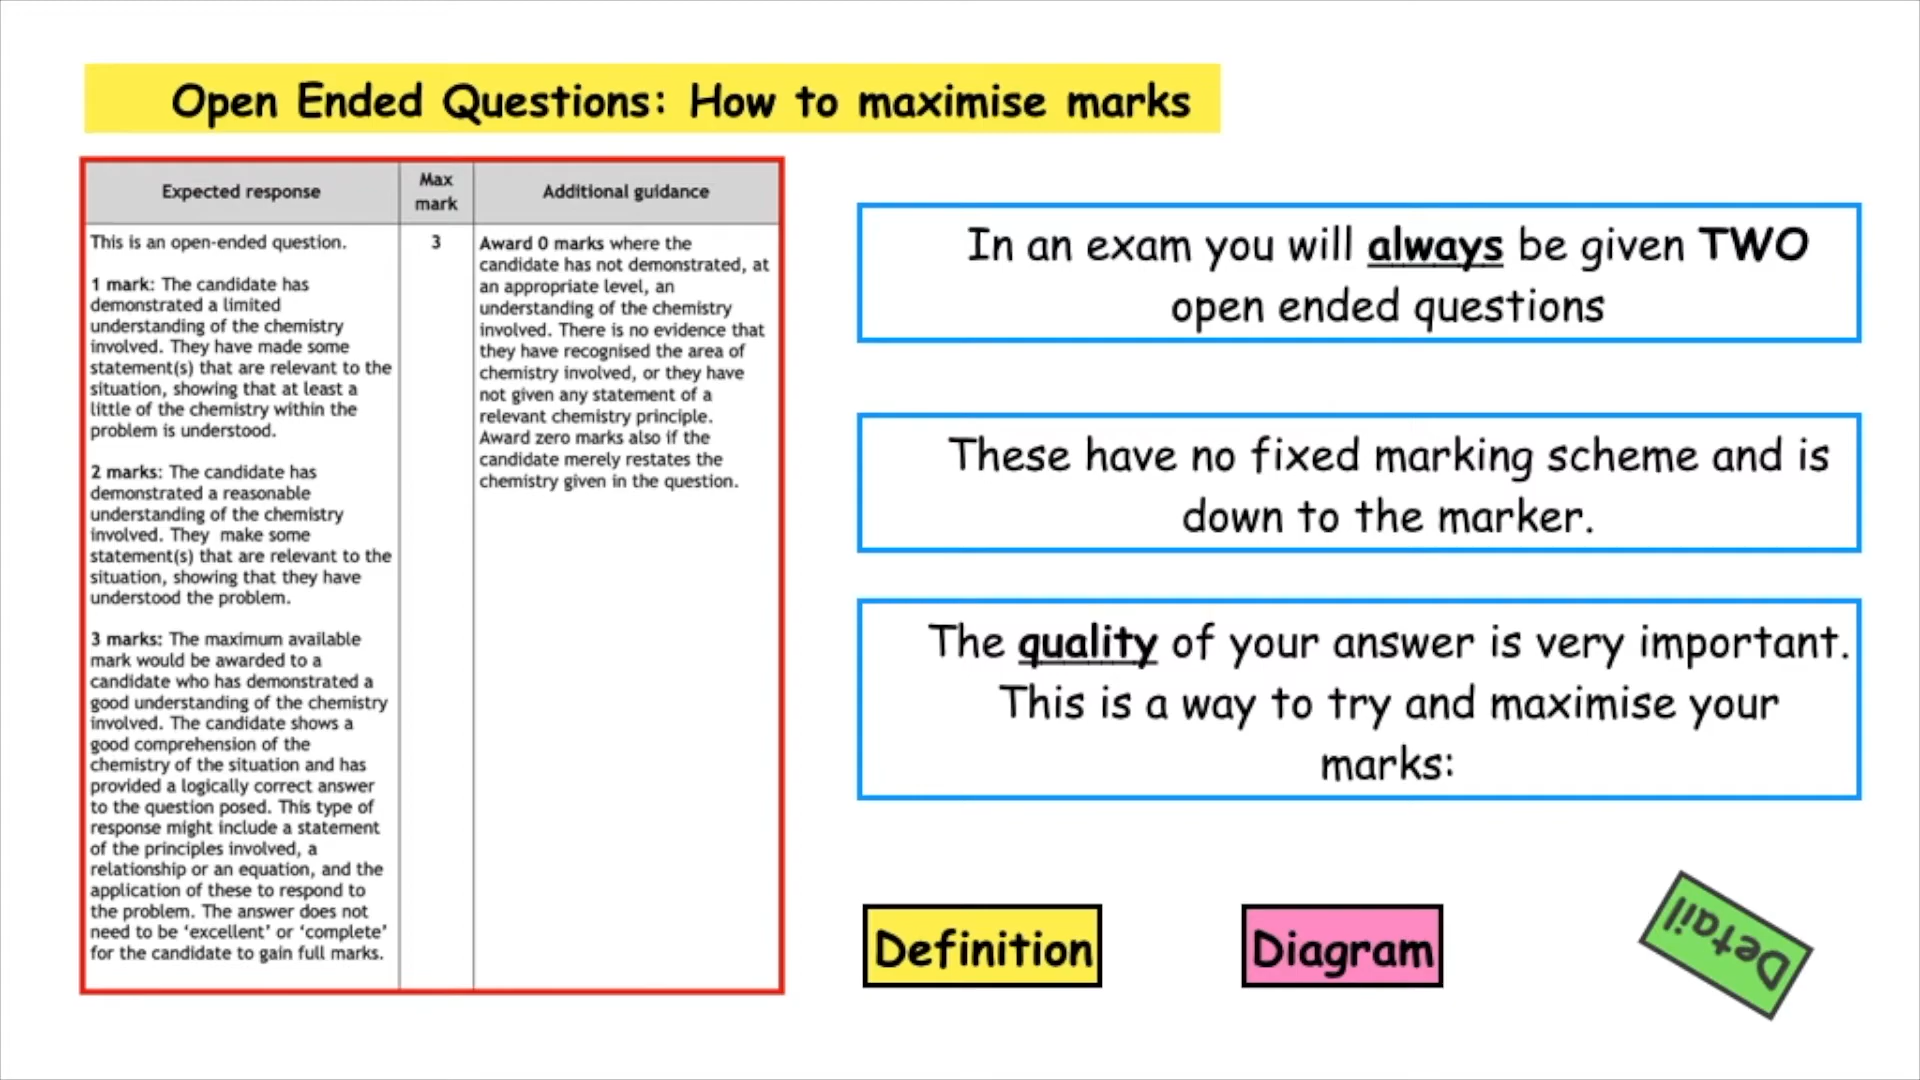 Open Ended Questions: How to maximise marks
Expected response
Max
mark
Additional guidance
This is an open-ended question.
1 mark: The candidate has
demonstrated a limited
understanding of the chemistry
involved. They have made some
statement(s) that are relevant to the
situation, showing that at least a
little of the chemistry within the
problem is understood.
2 marks: The candidate has
demonstrated a reasonable
understanding of the chemistry
involved. They make some
statement(s) that are relevant to the
situation, showing that they have
understood the problem.
3 marks: The maximum available
mark would be awarded to a
candidate who has demonstrated a
good understanding of the chemistry
involved. The candidate shows a
good comprehension of the
chemistry of the situation and has
provided a logically correct answer
to the question posed. This type of
response might include a statement
of the principles involved, a
relationship or an equation, and the
application of these to respond to
the problem. The answer does not
need to be ‘excellent’ or ‘complete’
for the candidate to gain full marks.
3
Award 0 marks where the
candidate has not demonstrated, at
an appropriate level, an
understanding of the chemistry
involved. There is no evidence that
they have recognised the area of
chemistry involved, or they have
not given any statement of a
relevant chemistry principle.
Award zero marks also if the
candidate merely restates the
chemistry given in the question.
In an exam you will always be given TWO
open ended questions
These have no fixed marking scheme and is
down to the marker.
The quality of your answer is very important.
This is a way to try and maximise your
marks:
Definition
Diagram
Detail